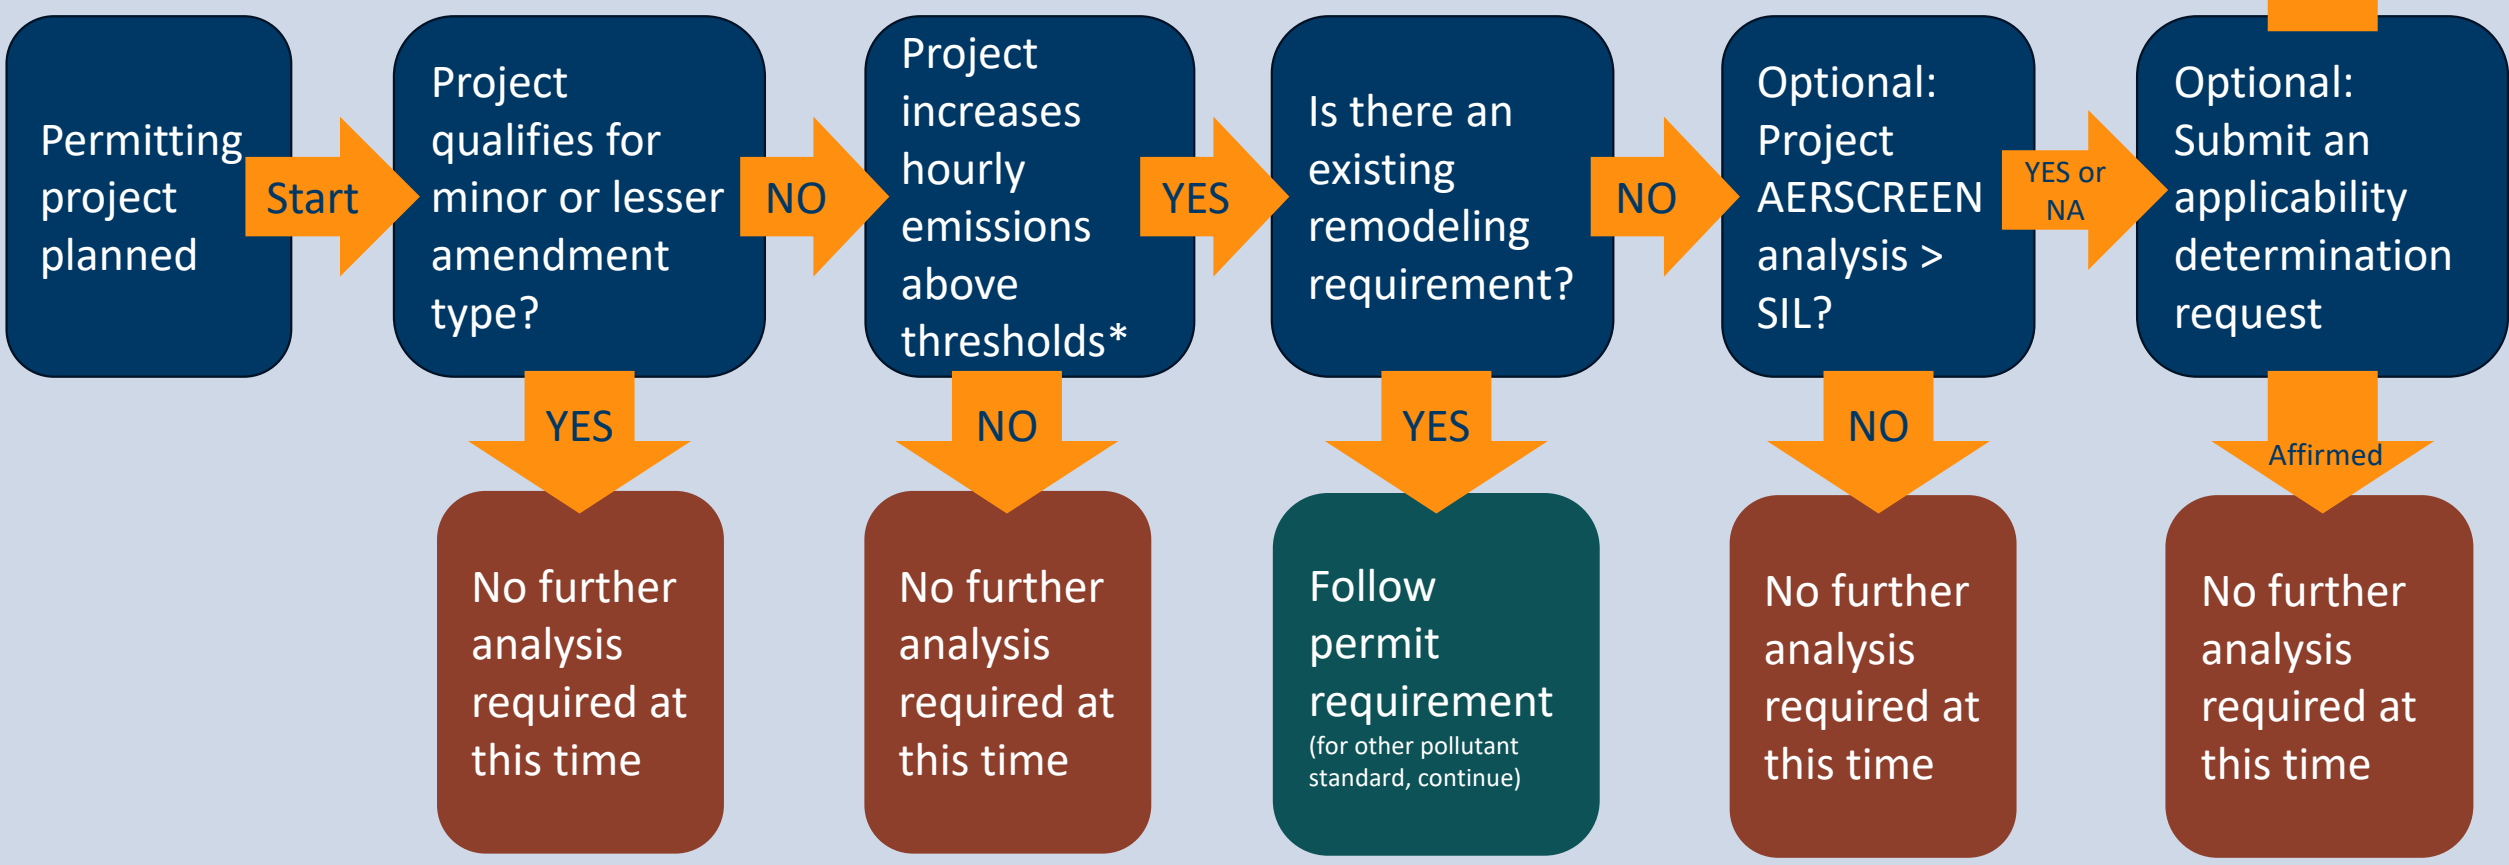 Permitting
project
planned
Start
Project
qualifies for
minor or lesser
amendment
type?
NO
Project
increases
hourly
emissions
above
thresholds*
YES
Is there an
existing
remodeling
requirement?
NO
Optional:
Project
AERSCREEN
analysis >
SIL?
YES or
NA
Optional:
Submit an
applicability
determination
request
YES
NO
YES
NO
Affirmed
No further
analysis
required at
this time
No further
analysis
required at
this time
Follow
permit
requirement
(for other pollutant
standard, continue)
No further
analysis
required at
this time
No further
analysis
required at
this time